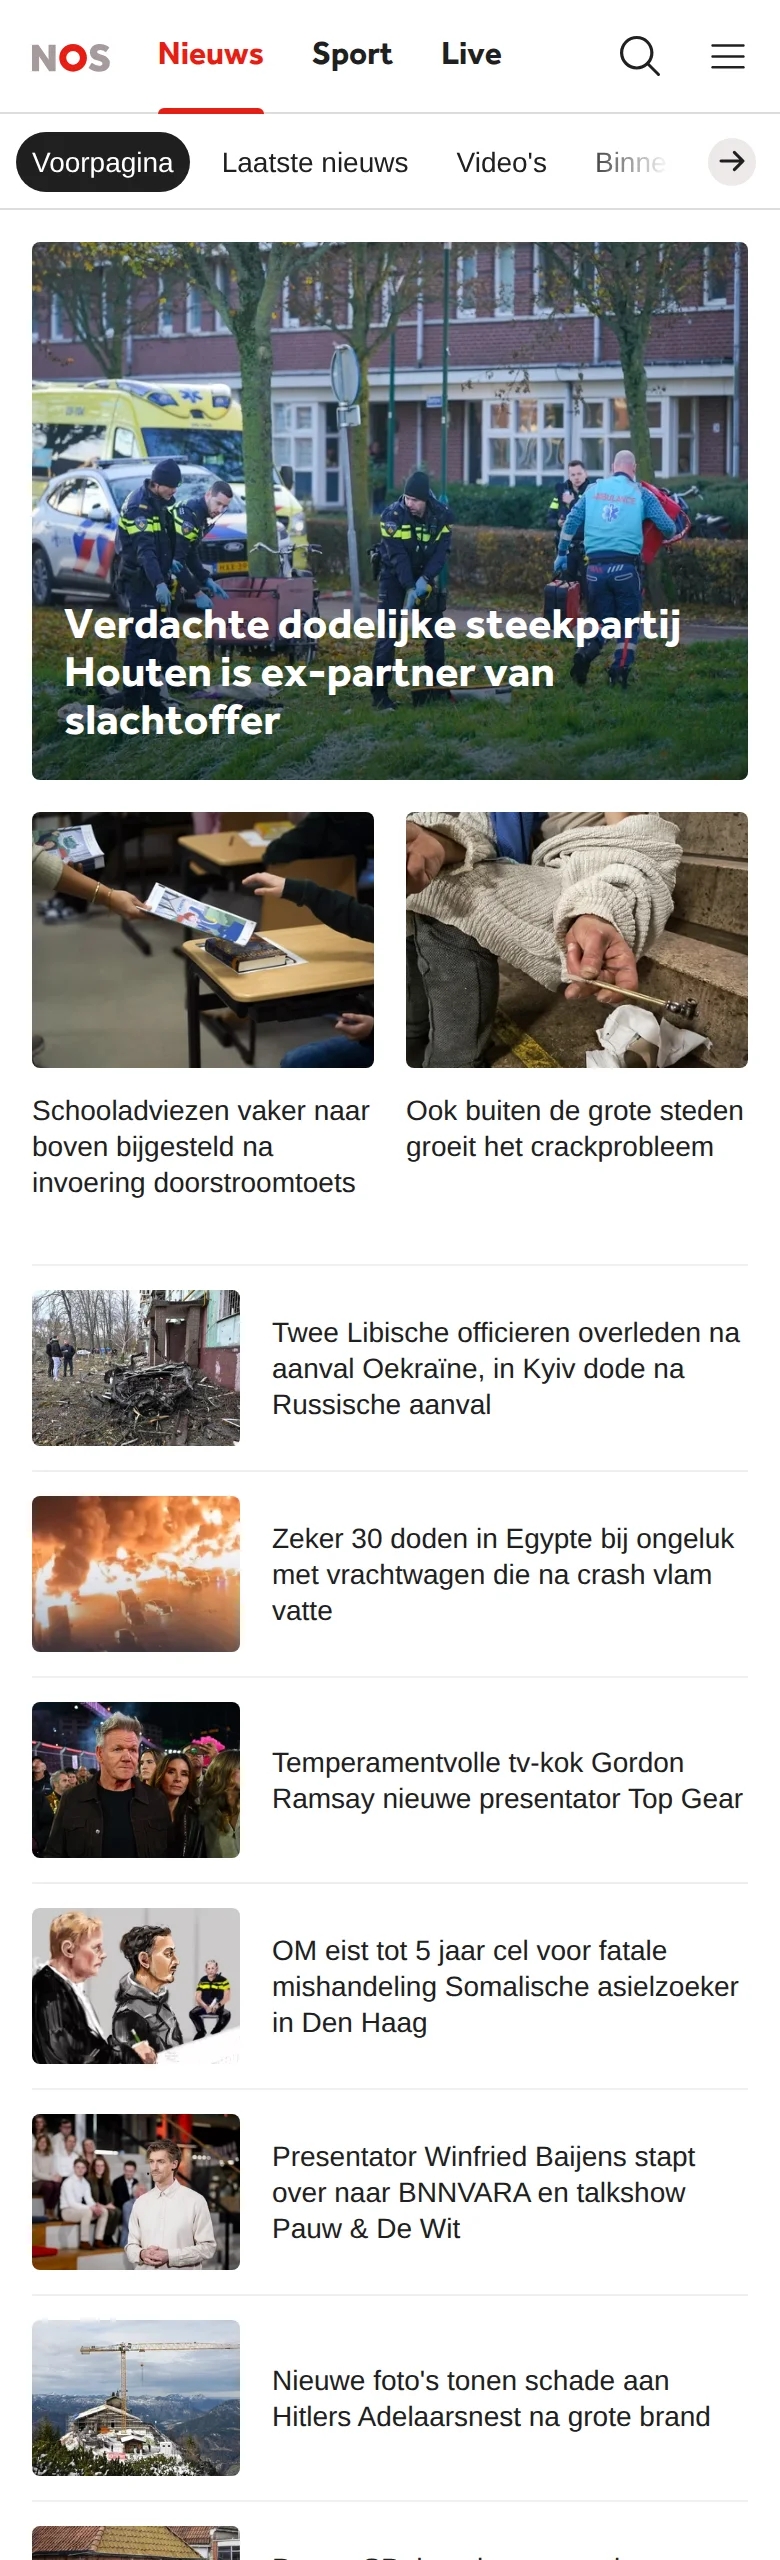 NOS
Nieuws
Sport
Live
Voorpagina
Laatste nieuws
Video's
Binne
Verdachte dodelijke steekpartij
Houten is ex-partner van
slachtoffer
Schooladviezen vaker naar
boven bijgesteld na
invoering doorstroomtoets
Ook buiten de grote steden
groeit het crackprobleem
Twee Libische officieren overleden na
aanval Oekraïne, in Kyiv dode na
Russische aanval
Zeker 30 doden in Egypte bij ongeluk
met vrachtwagen die na crash vlam
vatte
Temperamentvolle tv-kok Gordon
Ramsay nieuwe presentator Top Gear
OM eist tot 5 jaar cel voor fatale
mishandeling Somalische asielzoeker
in Den Haag
Presentator Winfried Baijens stapt
over naar BNNVARA en talkshow
Pauw & De Wit
Nieuwe foto's tonen schade aan
Hitlers Adelaarsnest na grote brand